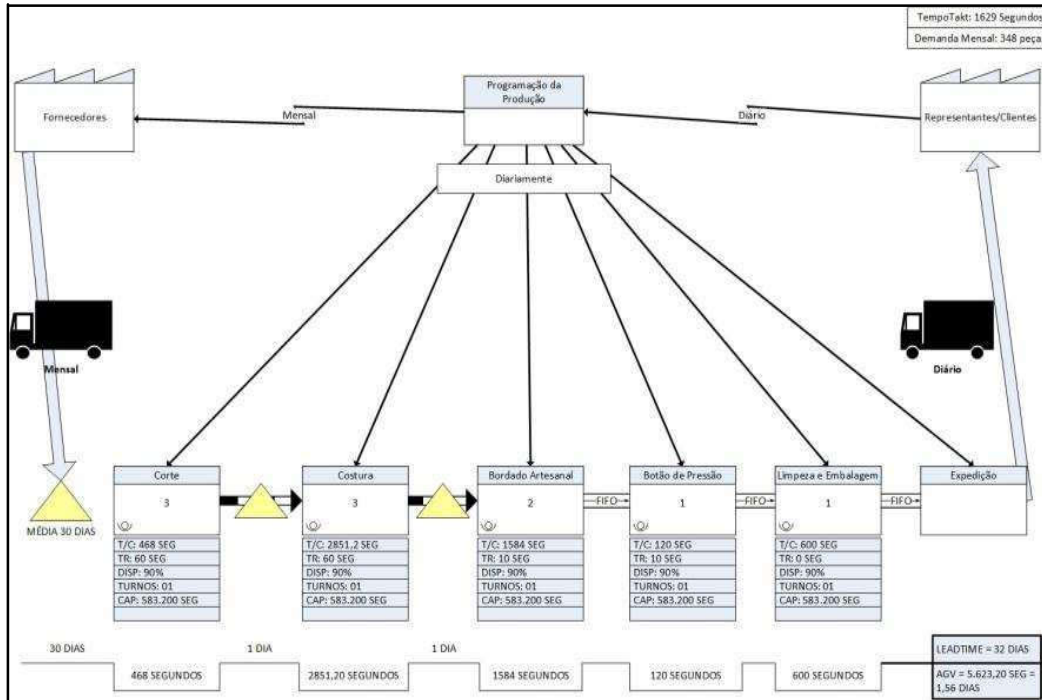 TempoTakt: 1629 Segundos
Demanda Mensal: 348 peça
Programação da
Produção
Fornecedores
Mensal
Diário
Representantes/Clientes
Diariamente
Mensal
Diário
MÉDIA 30 DIAS
Corte
3
T/C: 468 SEG
TR: 60 SEG
DISP: 90%
TURNOS: 01
CAP: 583.200 SEG
Costura
3
T/C: 2851,2 SEG
TR: 60 SEG
DISP: 90%
TURNOS: 01
CAP: 583.200 SEG
Bordado Artesanal
2
T/C: 1584 SEG
TR: 10 SEG
DISP: 90%
TURNOS: 01
CAP: 583.200 SEG
FIFO
Botão de Pressão
1
T/C: 120 SEG
TR: 10 SEG
DISP: 90%
TURNOS: 01
CAP: 583.200 SEG
FIFO
Limpeza e Embalagem
1
T/C: 600 SEG
TR: 0 SEG
DISP: 90%
TURNOS: 01
CAP: 583.200 SEG
FIFO
Expedição
30 DIAS
468 SEGUNDOS
1 DIA
2851,20 SEGUNDOS
1 DIA
1584 SEGUNDOS
120 SEGUNDOS
600 SEGUNDOS
LEADTIME = 32 DIAS
AGV = 5.623,20 SEG =
1,56 DIAS